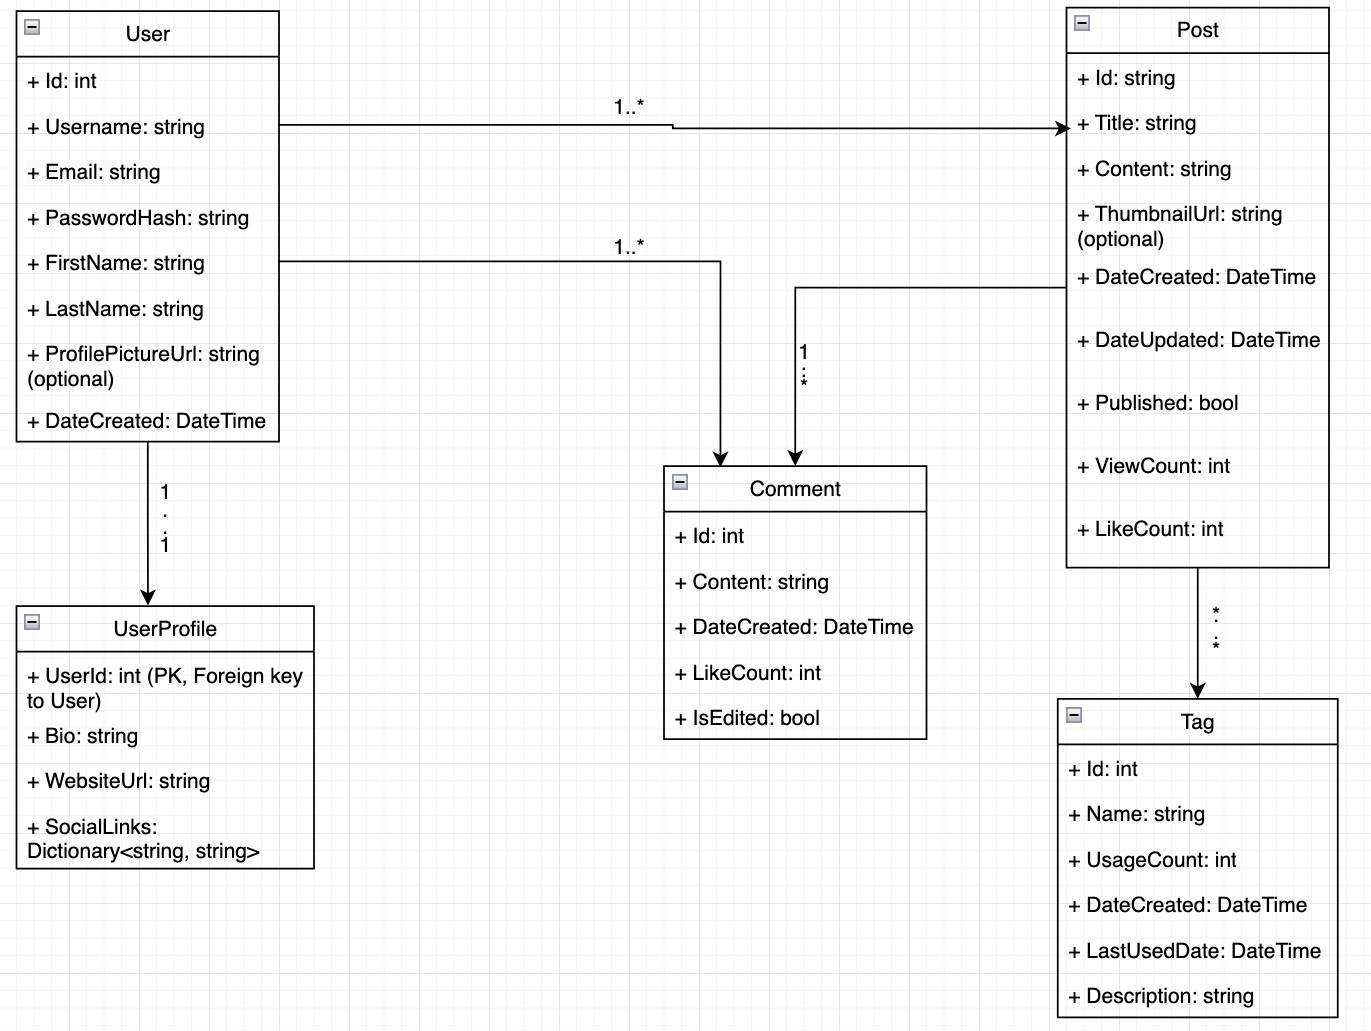 User
+ Id: int
+ Username: string
+ Email: string
+ PasswordHash: string
+ FirstName: string
+ LastName: string
+ ProfilePictureUrl: string
(optional)
+ DateCreated: DateTime
1..*
1..*
Post
+ Id: string
+ Title: string
+ Content: string
+ ThumbnailUrl: string
(optional)
+ DateCreated: DateTime
+ DateUpdated: DateTime
+ Published: bool
+ ViewCount: int
+ LikeCount: int
1
.
.
*
1
.
.
1
Comment
+ Id: int
+ Content: string
+ DateCreated: DateTime
+ LikeCount: int
+ IsEdited: bool
*
.
.
*
UserProfile
+ UserId: int (PK, Foreign key
to User)
+ Bio: string
+ WebsiteUrl: string
+ SocialLinks:
Dictionary<string, string>
Tag
+ Id: int
+ Name: string
+ UsageCount: int
+ DateCreated: DateTime
+ LastUsedDate: DateTime
+ Description: string